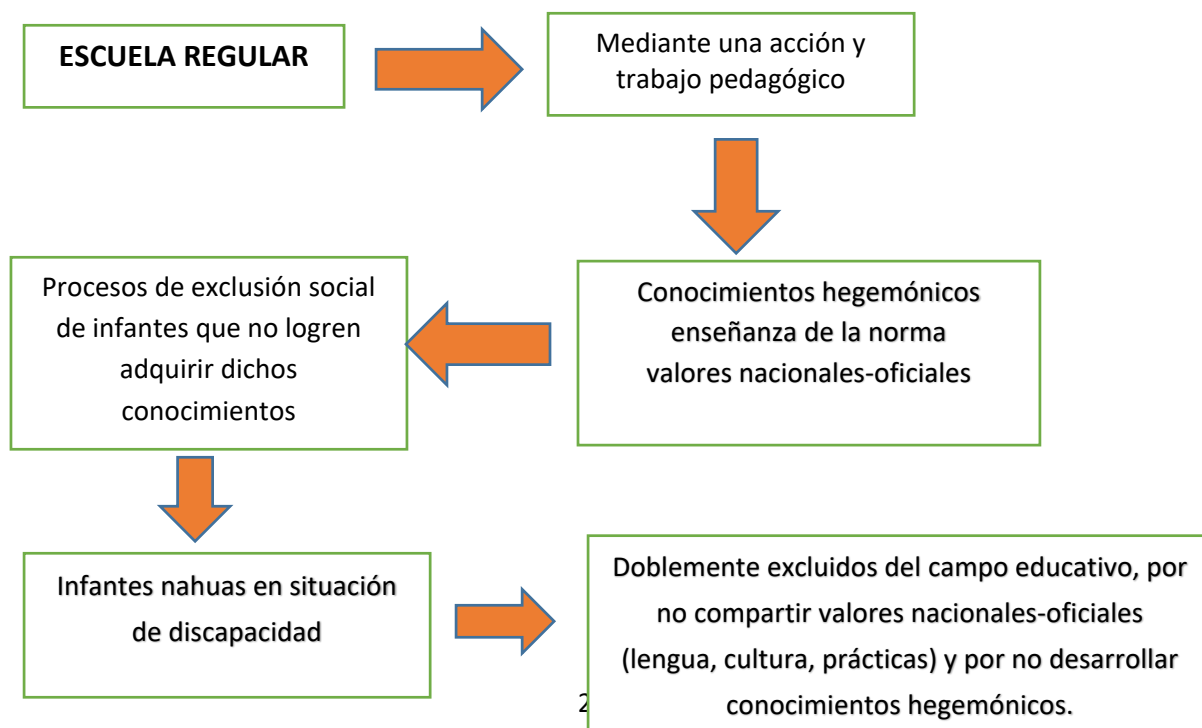 ESCUELA REGULAR
Mediante una acción y
trabajo pedagógico
Conocimientos hegemónicos
enseñanza de la norma
valores nacionales-oficiales
Procesos de exclusión social
de infantes que no logren
adquirir dichos
conocimientos
Infantes nahuas en situación
de discapacidad
Doblemente excluidos del campo educativo, por
no compartir valores nacionales-oficiales
(lengua, cultura, prácticas) y por no desarrollar
conocimientos hegemónicos.